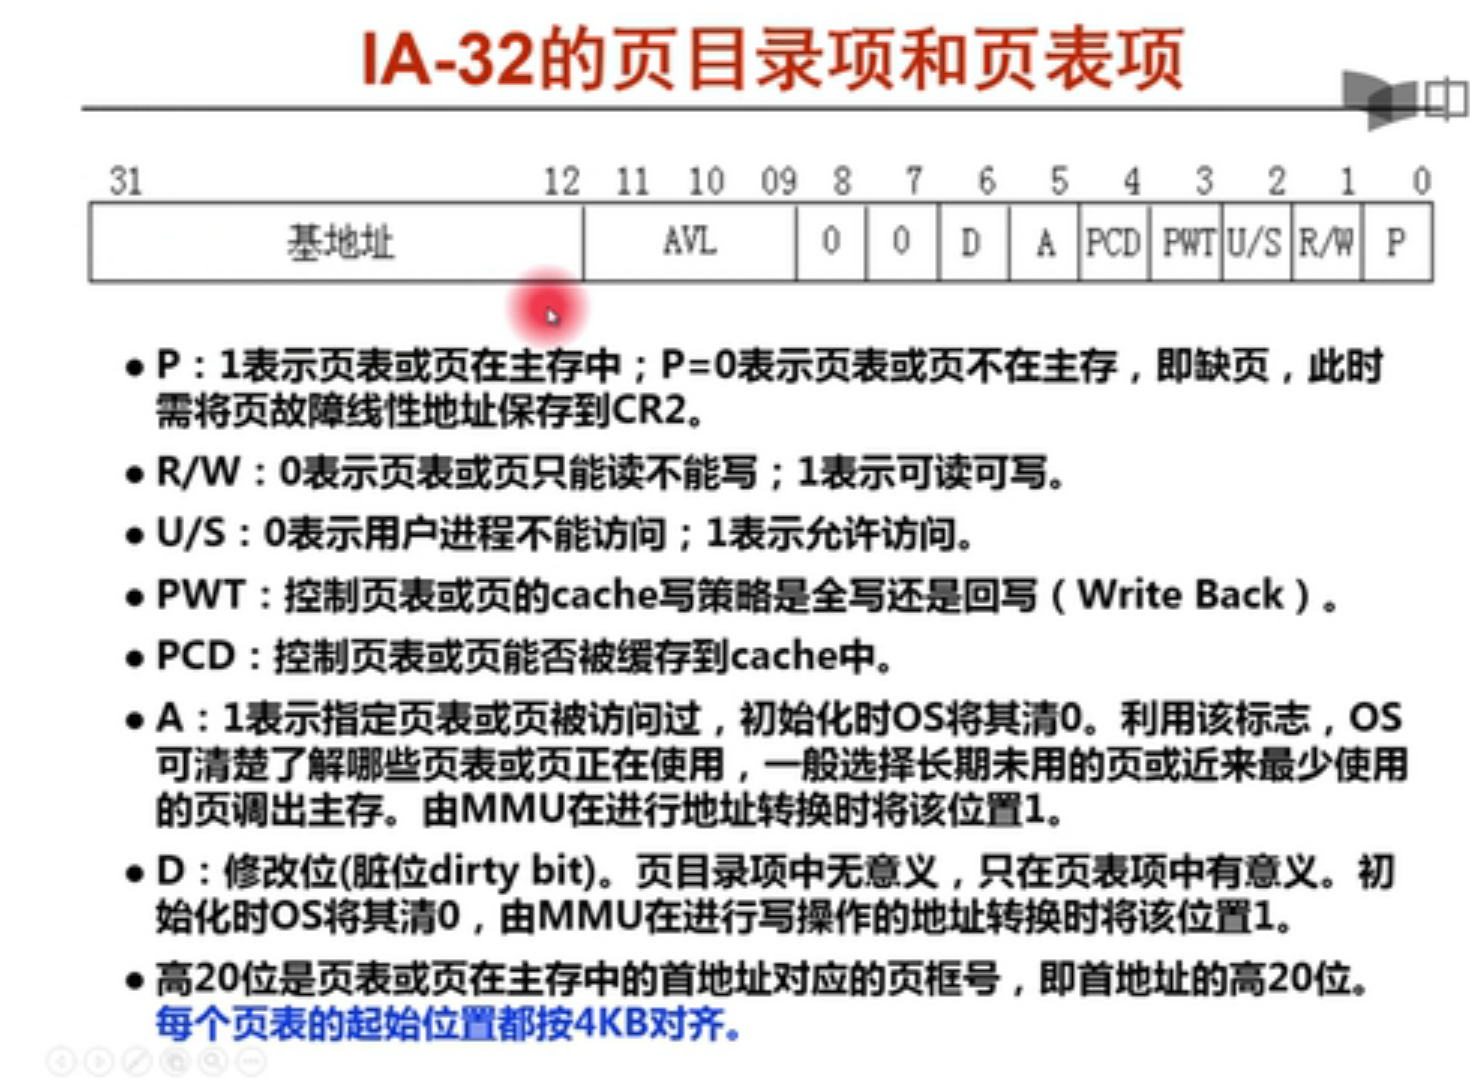 IA-32的页目录项和页表项
中
31 12 11 10 09 8 7 6 5 4 3 2 1 0
基地址 AVL 0 0 D A PCD PWT U/S R/W P
● P：1表示页表或页在主存中；P=0表示页表或页不在主存，即缺页，此时
需将页故障线性地址保存到CR2。
● R/W：0表示页表或页只能读不能写；1表示可读可写。
● U/S：0表示用户进程不能访问；1表示允许访问。
● PWT：控制页表或页的cache写策略是全写还是回写（Write Back）。
● PCD：控制页表或页能否被缓存到cache中。
● A：1表示指定页表或页被访问过，初始化时OS将其清0。利用该标志，OS
可清楚了解哪些页表或页正在使用，一般选择长期未用的页或近来最少使用
的页调出主存。由MMU在进行地址转换时将该位置1。
● D：修改位(脏位dirty bit)。页目录项中无意义，只在页表项中有意义。初
始化时OS将其清0，由MMU在进行写操作的地址转换时将该位置1。
● 高20位是页表或页在主存中的首地址对应的页框号，即首地址的高20位。
每个页表的起始位置都按4KB对齐。